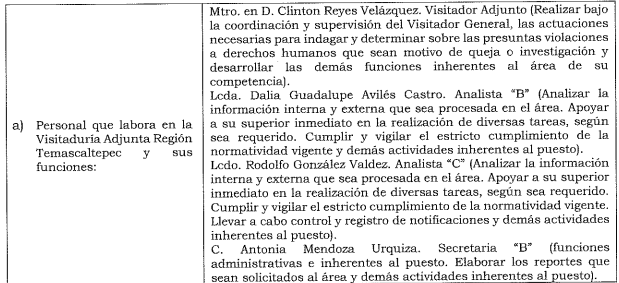 a) Personal que labora en la
Visitaduría Adjunta Región
Temascaltepec y sus
funciones:
Mtro. en D. Clinton Reyes Velázquez. Visitador Adjunto (Realizar bajo
la coordinación y supervisión del Visitador General, las actuaciones
necesarias para indagar y determinar sobre las presuntas violaciones
a derechos humanos que sean motivo de queja o investigación y
desarrollar las demás funciones inherentes al área de su
competencia).
Lcda. Dalia Guadalupe Avilés Castro. Analista "B" (Analizar la
información interna y externa que sea procesada en el área. Apoyar
a su superior inmediato en la realización de diversas tareas, según
sea requerido. Cumplir y vigilar el estricto cumplimiento de la
normatividad vigente y demás actividades inherentes al puesto).
Lcdo. Rodolfo González Valdez. Analista "C" (Analizar la información
interna y externa que sea procesada en el área. Apoyar a su superior
inmediato en la realización de diversas tareas, según sea requerido.
Cumplir y vigilar el estricto cumplimiento de la normatividad vigente.
Llevar a cabo control y registro de notificaciones y demás actividades
inherentes al puesto).
C. Antonia Mendoza Urquiza. Secretaria "B" (funciones
administrativas e inherentes al puesto. Elaborar los reportes que
sean solicitados al área y demás actividades inherentes al puesto).